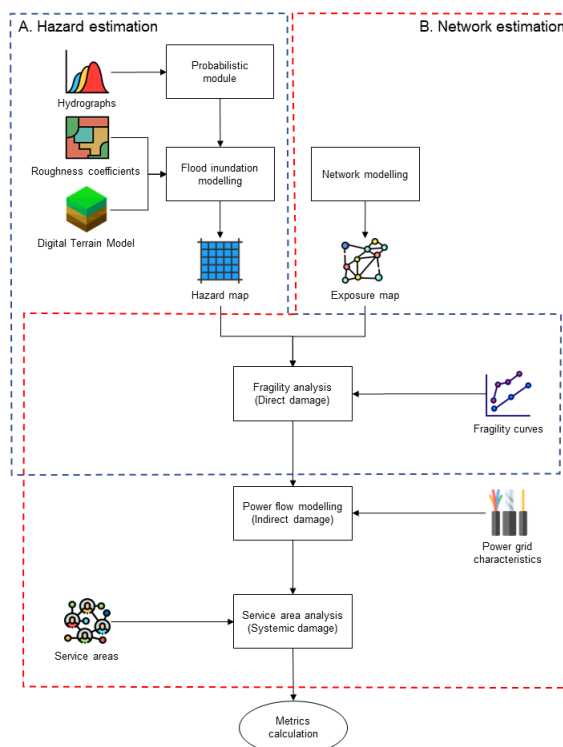 A. Hazard estimation
B. Network estimation
Probabilistic
module
Hydrographs
Roughness coefficients
Flood inundation
modelling
Network modelling
Digital Terrain Model
Hazard map
Exposure map
Fragility analysis
(Direct damage)
Fragility curves
Power flow modelling
(Indirect damage)
Power grid
characteristics
Service area analysis
(Systemic damage)
Service areas
Metrics
calculation